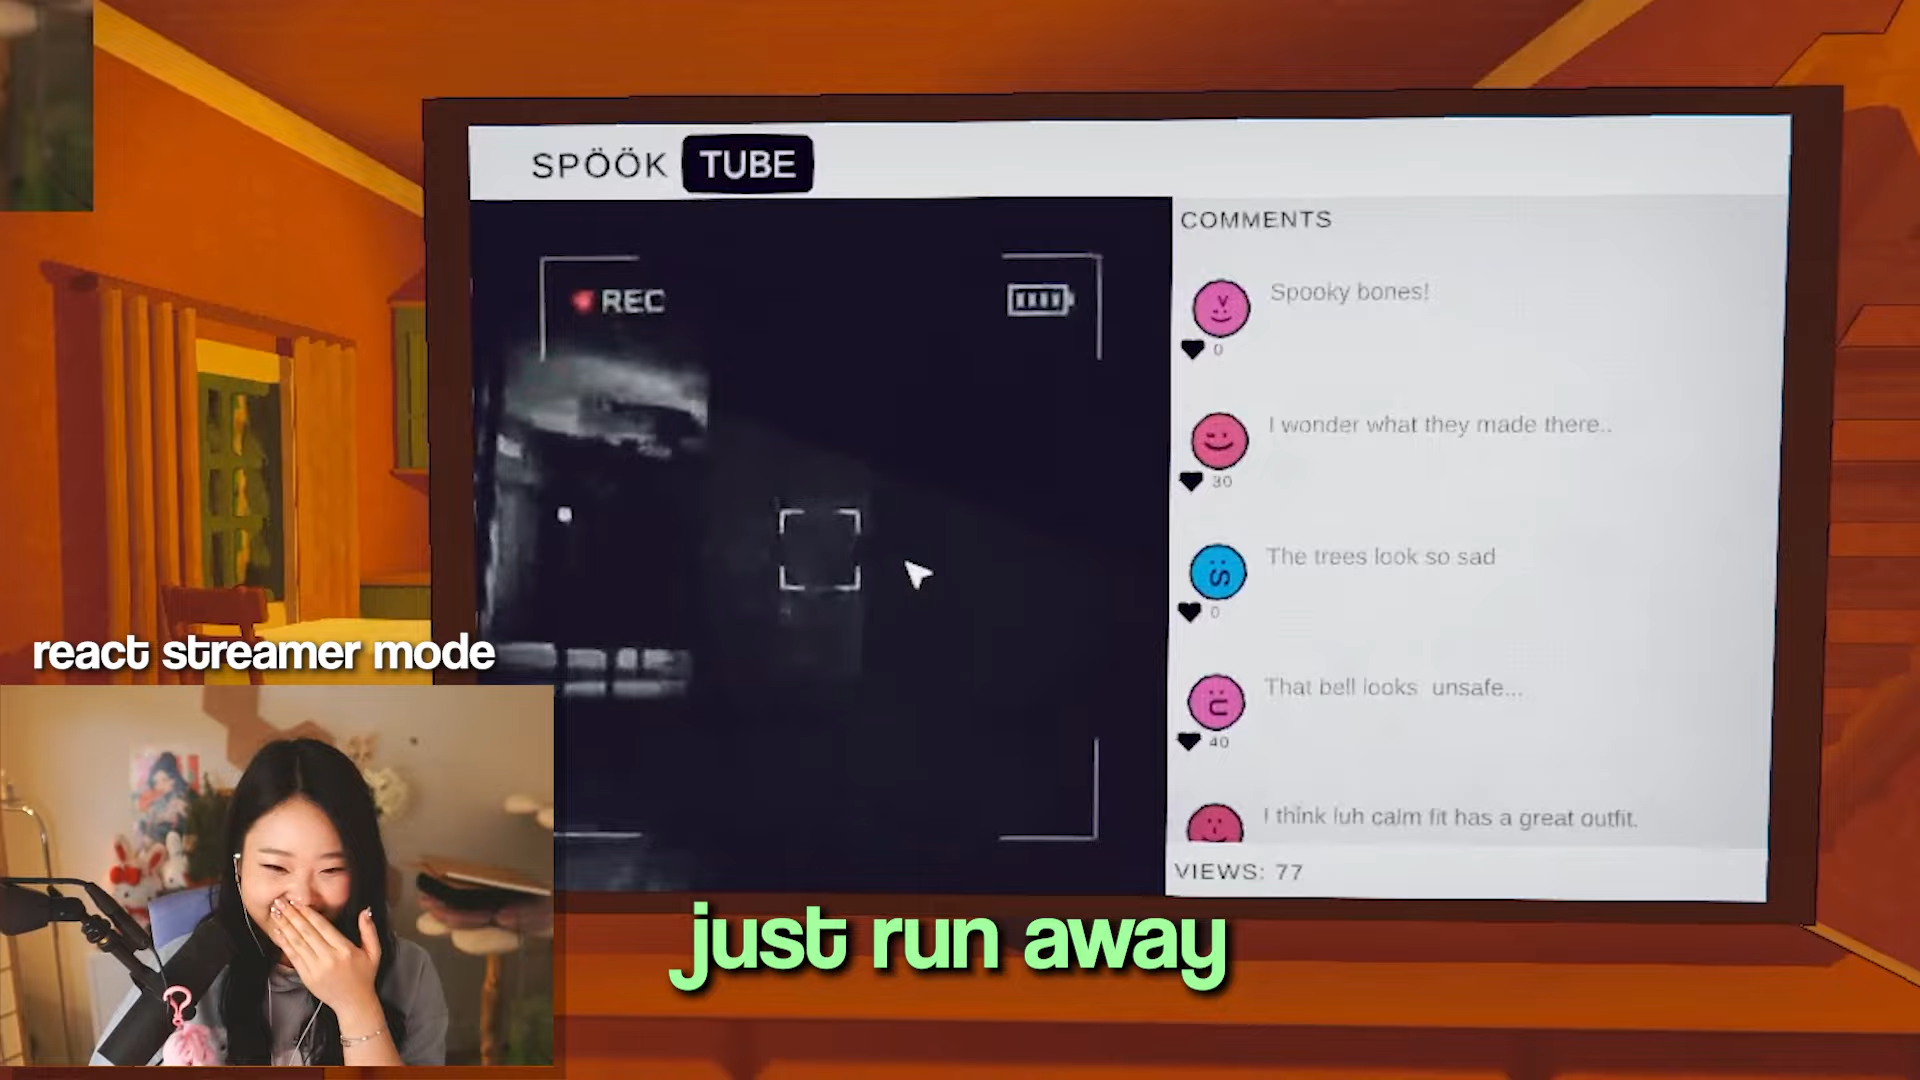 SPÖÖK TUBE
REC
COMMENTS
Spooky bones!
0
I wonder what they made there..
30
The trees look so sad
0
That bell looks unsafe...
40
I think luh calm fit has a great outfit.
VIEWS: 77
react streamer mode
just run away